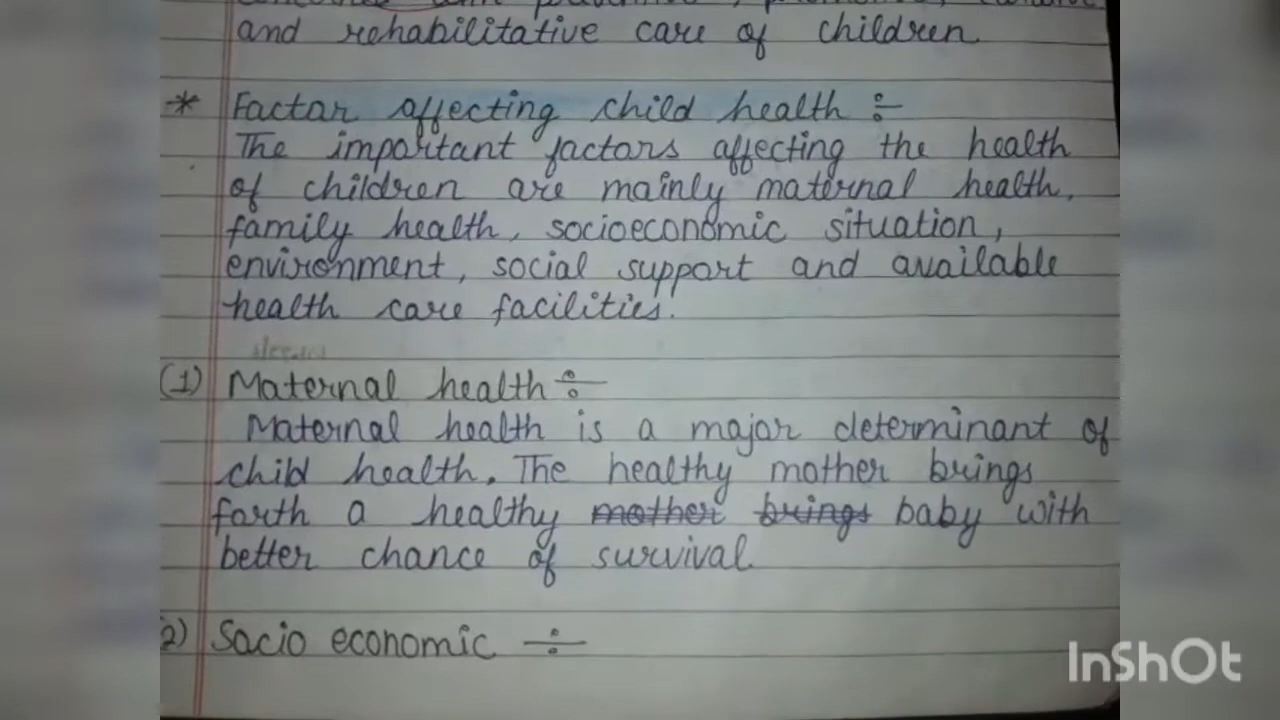 and rehabilitative care of children
* Factor affecting child health ÷
The important factors affecting the health
of children are mainly maternal health,
family health, socioeconomic situation,
environment, social support and available
health care facilities.
(1) Maternal health ÷
Maternal health is a major determinant of
child health. The healthy mother brings
forth a healthy mother brings baby with
better chance of survival
2) Socio economic ÷
InShOt